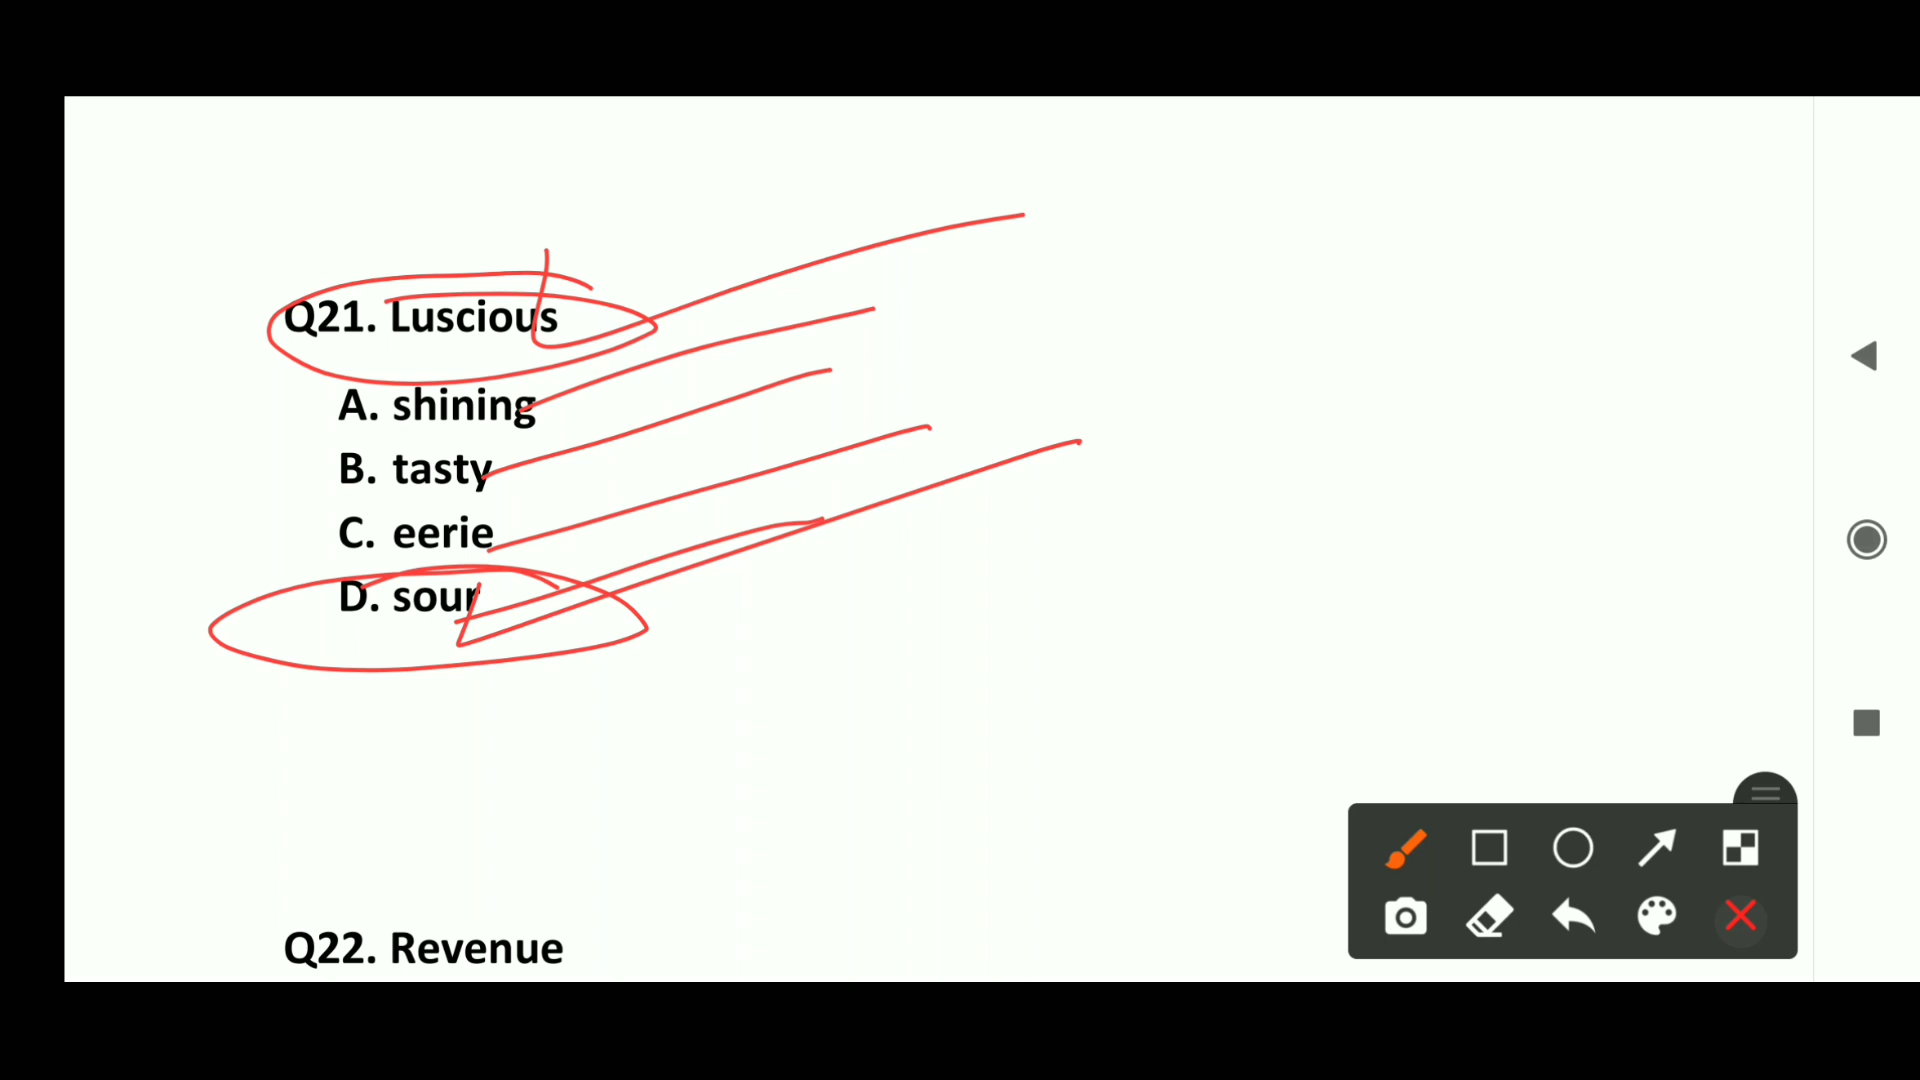 Q21. Luscious
A. shining
B. tasty
C. eerie
D. sour
Q22. Revenue